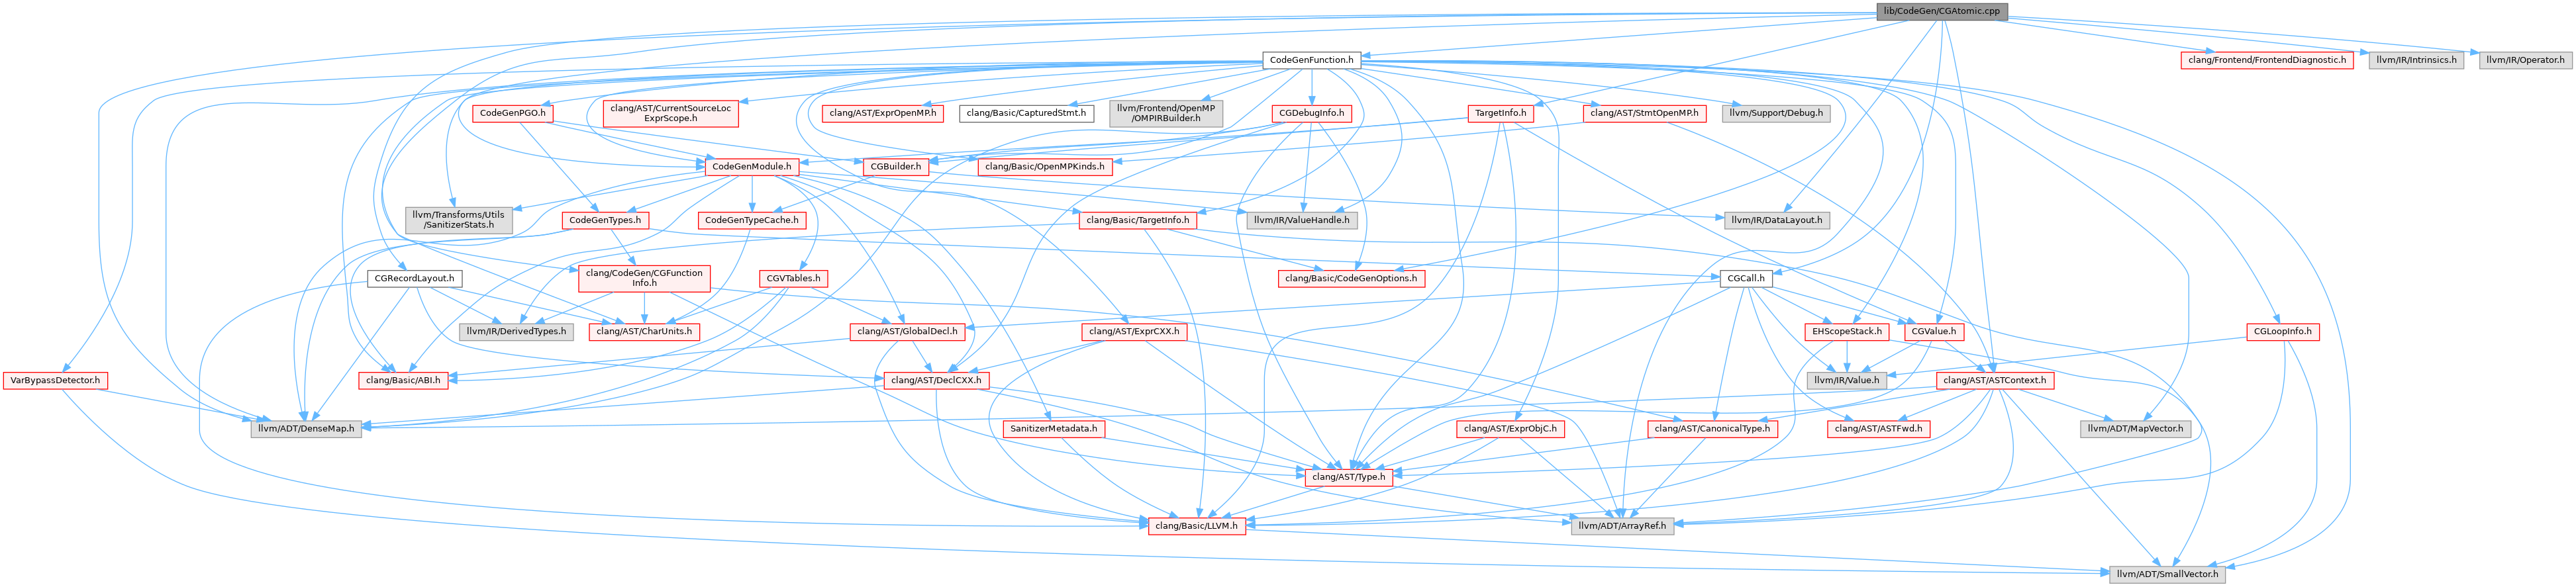 lib/CodeGen/CGAtomic.cpp
CodeGenFunction.h
clang/Frontend/FrontendDiagnostic.h
llvm/IR/Intrinsics.h
llvm/IR/Operator.h
CodeGenPGO.h
clang/AST/CurrentSourceLoc
ExprScope.h
clang/AST/ExprOpenMP.h
clang/Basic/CapturedStmt.h
llvm/Frontend/OpenMP
/OMPIRBuilder.h
CGDebugInfo.h
TargetInfo.h
clang/AST/StmtOpenMP.h
llvm/Support/Debug.h
CodeGenModule.h
CGBuilder.h
clang/Basic/OpenMPKinds.h
llvm/Transforms/Utils
/SanitizerStats.h
CodeGenTypes.h
CodeGenTypeCache.h
clang/Basic/TargetInfo.h
llvm/IR/ValueHandle.h
llvm/IR/DataLayout.h
CGRecordLayout.h
clang/CodeGen/CGFunction
Info.h
CGVTables.h
clang/Basic/CodeGenOptions.h
CGCall.h
llvm/IR/DerivedTypes.h
clang/AST/CharUnits.h
clang/AST/GlobalDecl.h
clang/AST/ExprCXX.h
EHScopeStack.h
CGValue.h
CGLoopInfo.h
VarBypassDetector.h
clang/Basic/ABI.h
clang/AST/DeclCXX.h
llvm/IR/Value.h
clang/AST/ASTContext.h
llvm/ADT/DenseMap.h
SanitizerMetadata.h
clang/AST/ExprObjC.h
clang/AST/CanonicalType.h
clang/AST/ASTFwd.h
llvm/ADT/MapVector.h
clang/AST/Type.h
clang/Basic/LLVM.h
llvm/ADT/ArrayRef.h
llvm/ADT/SmallVector.h